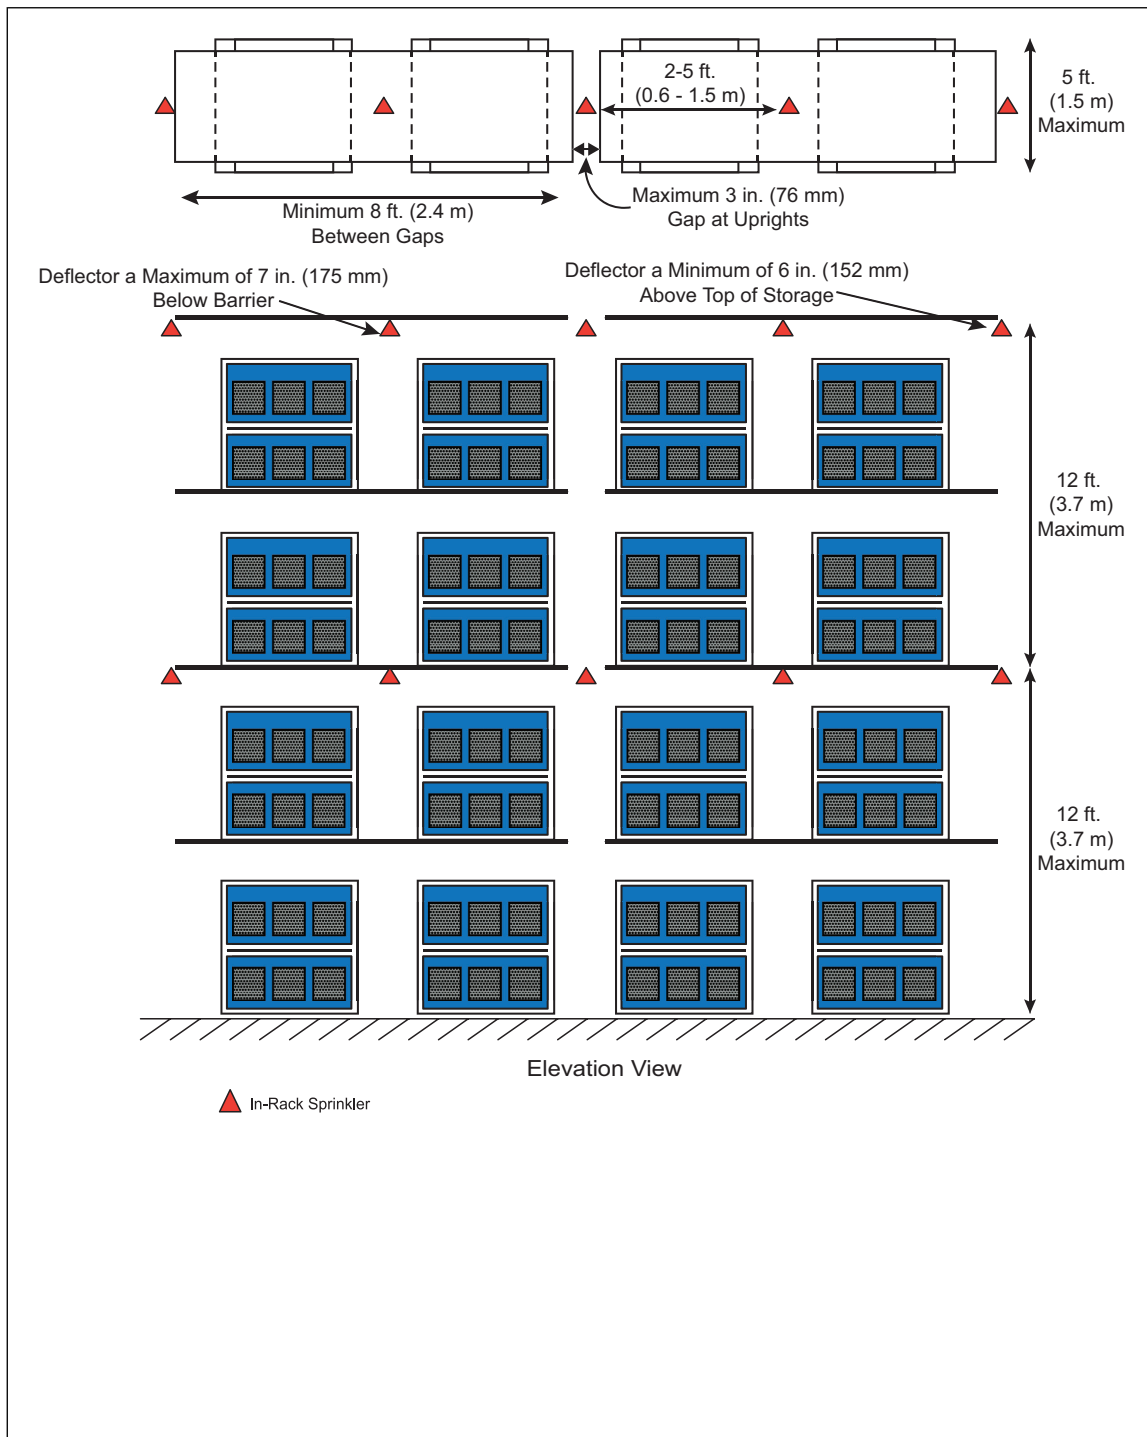 2-5 ft.
(0.6 - 1.5 m)
5 ft.
(1.5 m)
Maximum
Minimum 8 ft. (2.4 m)
Between Gaps
Maximum 3 in. (76 mm)
Gap at Uprights
Deflector a Maximum of 7 in. (175 mm)
Below Barrier
Deflector a Minimum of 6 in. (152 mm)
Above Top of Storage
12 ft.
(3.7 m)
Maximum
12 ft.
(3.7 m)
Maximum
Elevation View
In-Rack Sprinkler